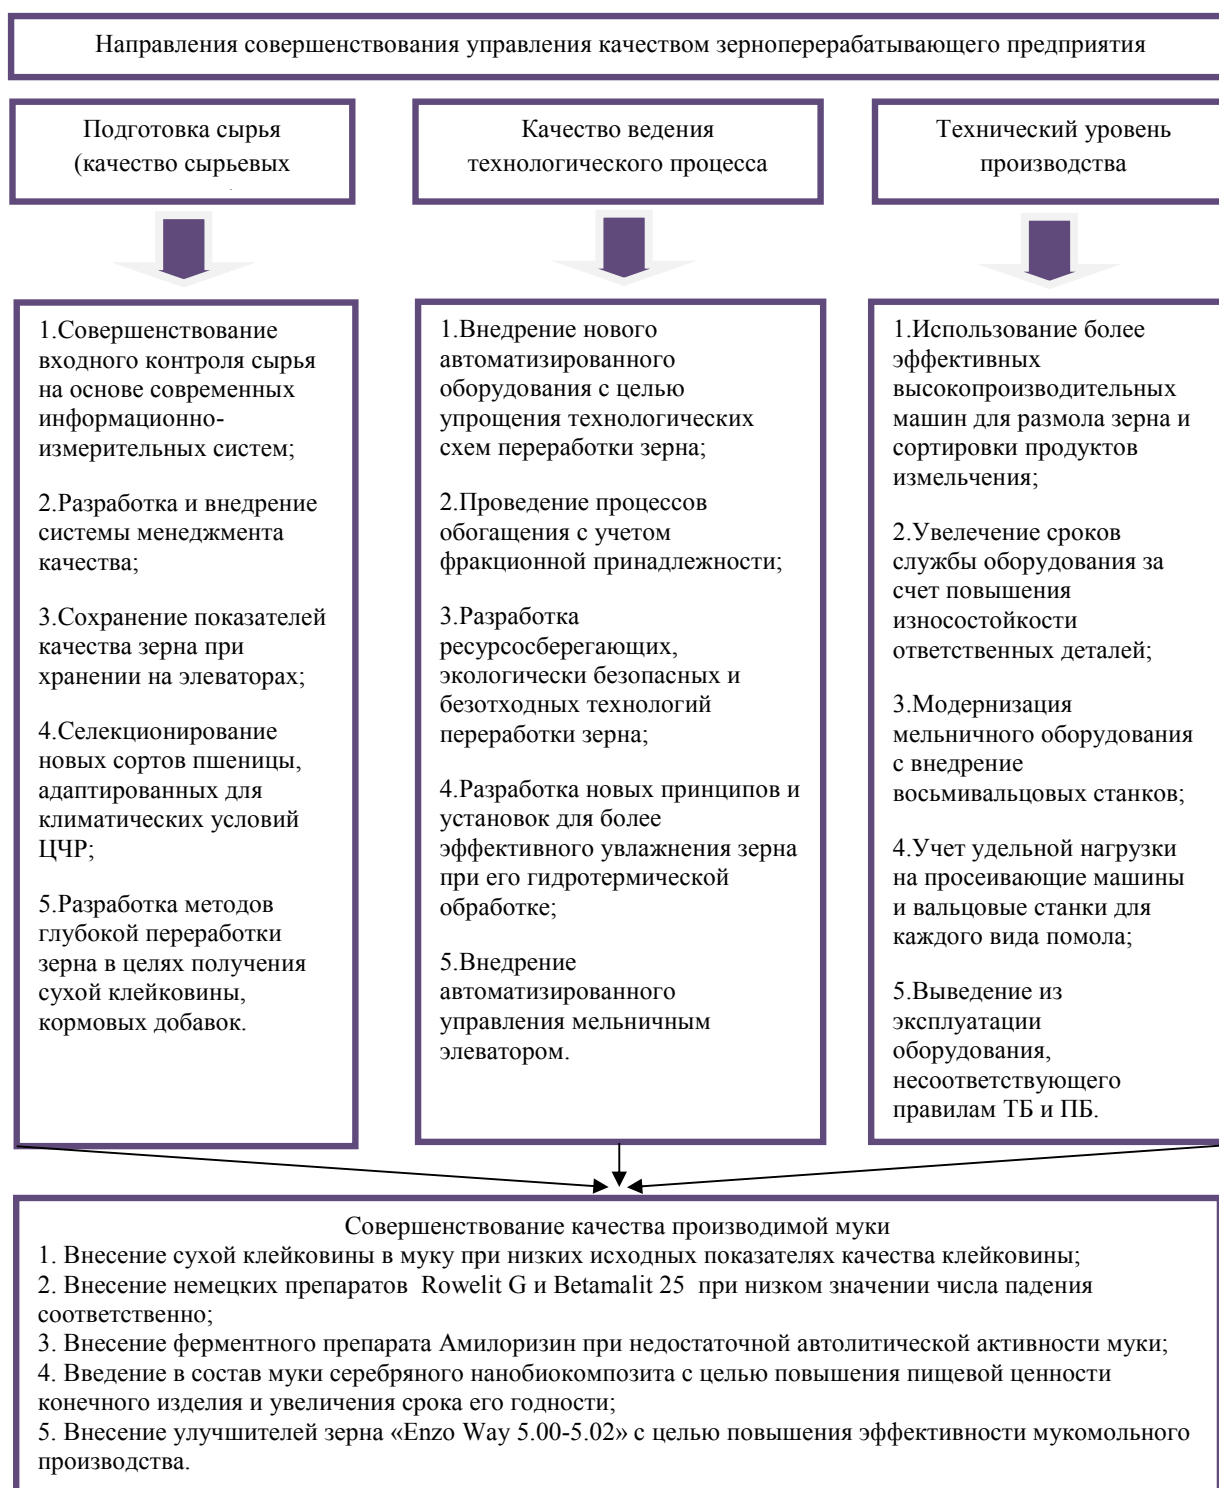 Направления совершенствования управления качеством зерноперерабатывающего предприятия
Подготовка сырья
(качество сырьевых
Качество ведения
технологического процесса
Технический уровень
производства
1.Совершенствование
входного контроля сырья
на основе современных
информационно-
измерительных систем;
2.Разработка и внедрение
системы менеджмента
качества;
3.Сохранение показателей
качества зерна при
хранении на элеваторах;
4.Селекционирование
новых сортов пшеницы,
адаптированных для
климатических условий
ЦЧР;
5.Разработка методов
глубокой переработки
зерна в целях получения
сухой клейковины,
кормовых добавок.
1.Внедрение нового
автоматизированного
оборудования с целью
упрощения технологических
схем переработки зерна;
2.Проведение процессов
обогащения с учетом
фракционной принадлежности;
3.Разработка
ресурсосберегающих,
экологически безопасных и
безотходных технологий
переработки зерна;
4.Разработка новых принципов и
установок для более
эффективного увлажнения зерна
при его гидротермической
обработке;
5.Внедрение
автоматизированного
управления мельничным
элеватором.
1.Использование более
эффективных
высокопроизводительных
машин для размола зерна и
сортировки продуктов
измельчения;
2.Увелечение сроков
службы оборудования за
счет повышения
износостойкости
ответственных деталей;
3.Модернизация
мельничного оборудования
с внедрение
восьмивальцовых станков;
4.Учет удельной нагрузки
на просеивающие машины
и вальцовые станки для
каждого вида помола;
5.Выведение из
эксплуатации
оборудования,
несоответствующего
правилам ТБ и ПБ.
Совершенствование качества производимой муки
1. Внесение сухой клейковины в муку при низких исходных показателях качества клейковины;
2. Внесение немецких препаратов Rowelit G и Betamalit 25 при низком значении числа падения
соответственно;
3. Внесение ферментного препарата Амилоризин при недостаточной автолитической активности муки;
4. Введение в состав муки серебряного нанобиокомпозита с целью повышения пищевой ценности
конечного изделия и увеличения срока его годности;
5. Внесение улучшителей зерна «Enzo Way 5.00-5.02» с целью повышения эффективности мукомольного
производства.